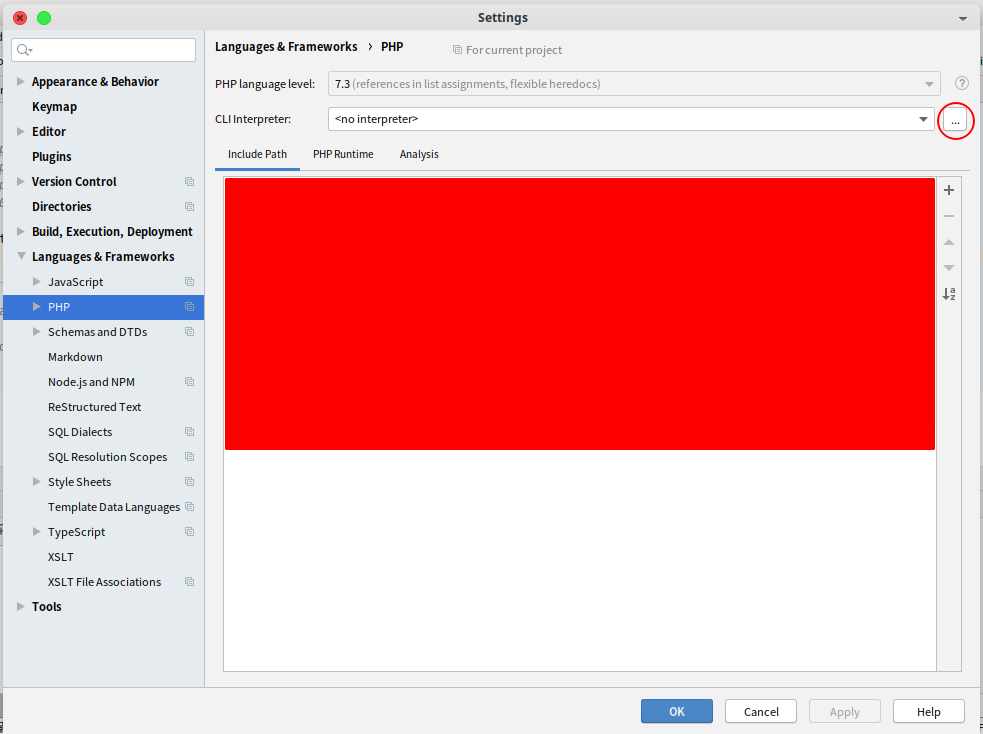 Settings
Languages & Frameworks › PHP
For current project
PHP language level:
7.3 (references in list assignments, flexible heredocs)
?
CLI Interpreter:
<no interpreter>
...
Include Path
PHP Runtime
Analysis
Appearance & Behavior
Keymap
Editor
Plugins
Version Control
Directories
Build, Execution, Deployment
Languages & Frameworks
JavaScript
PHP
Schemas and DTDs
Markdown
Node.js and NPM
ReStructured Text
SQL Dialects
SQL Resolution Scopes
Style Sheets
Template Data Languages
TypeScript
XSLT
XSLT File Associations
Tools
OK
Cancel
Apply
Help